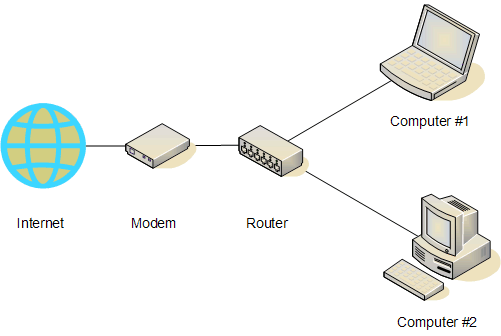 Computer #1
Internet
Modem
Router
Computer #2